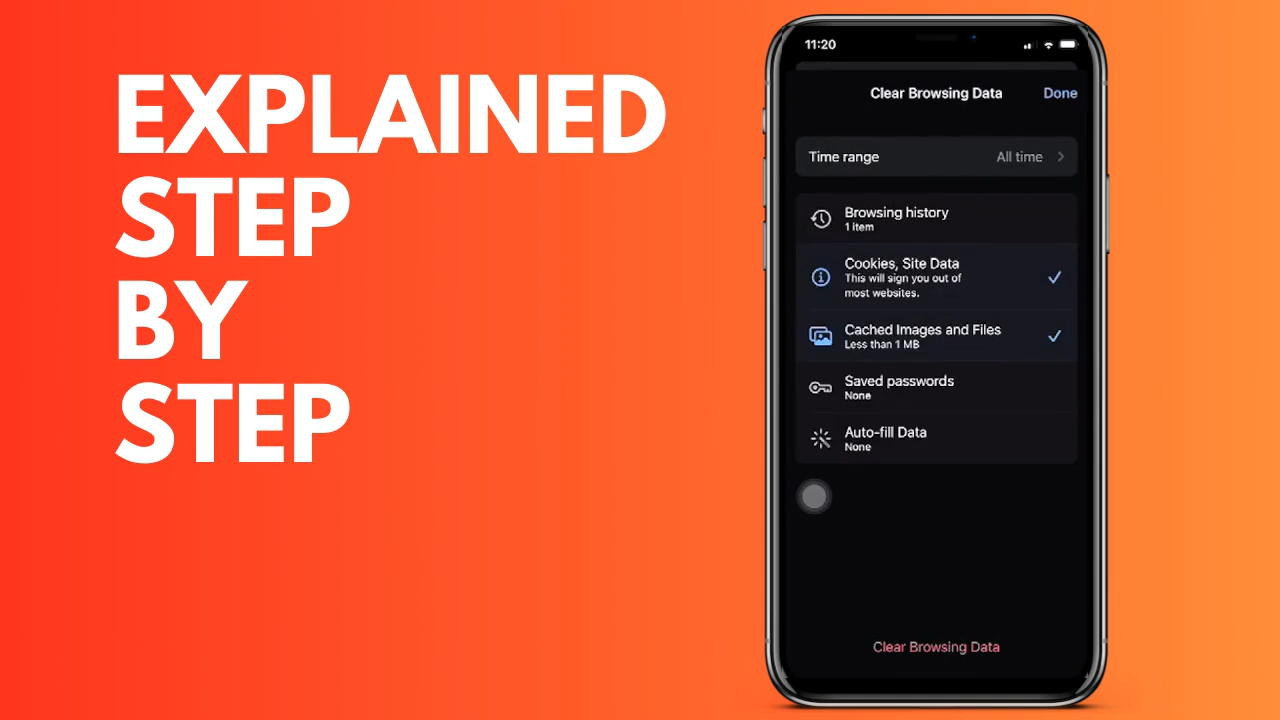 EXPLAINED
STEP
BY
STEP
11:20
Clear Browsing Data
Done
Time range
All time
Browsing history
1 item
Cookies, Site Data
This will sign you out of
most websites.
Cached Images and Files
Less than 1 MB
Saved passwords
None
Auto-fill Data
None
Clear Browsing Data